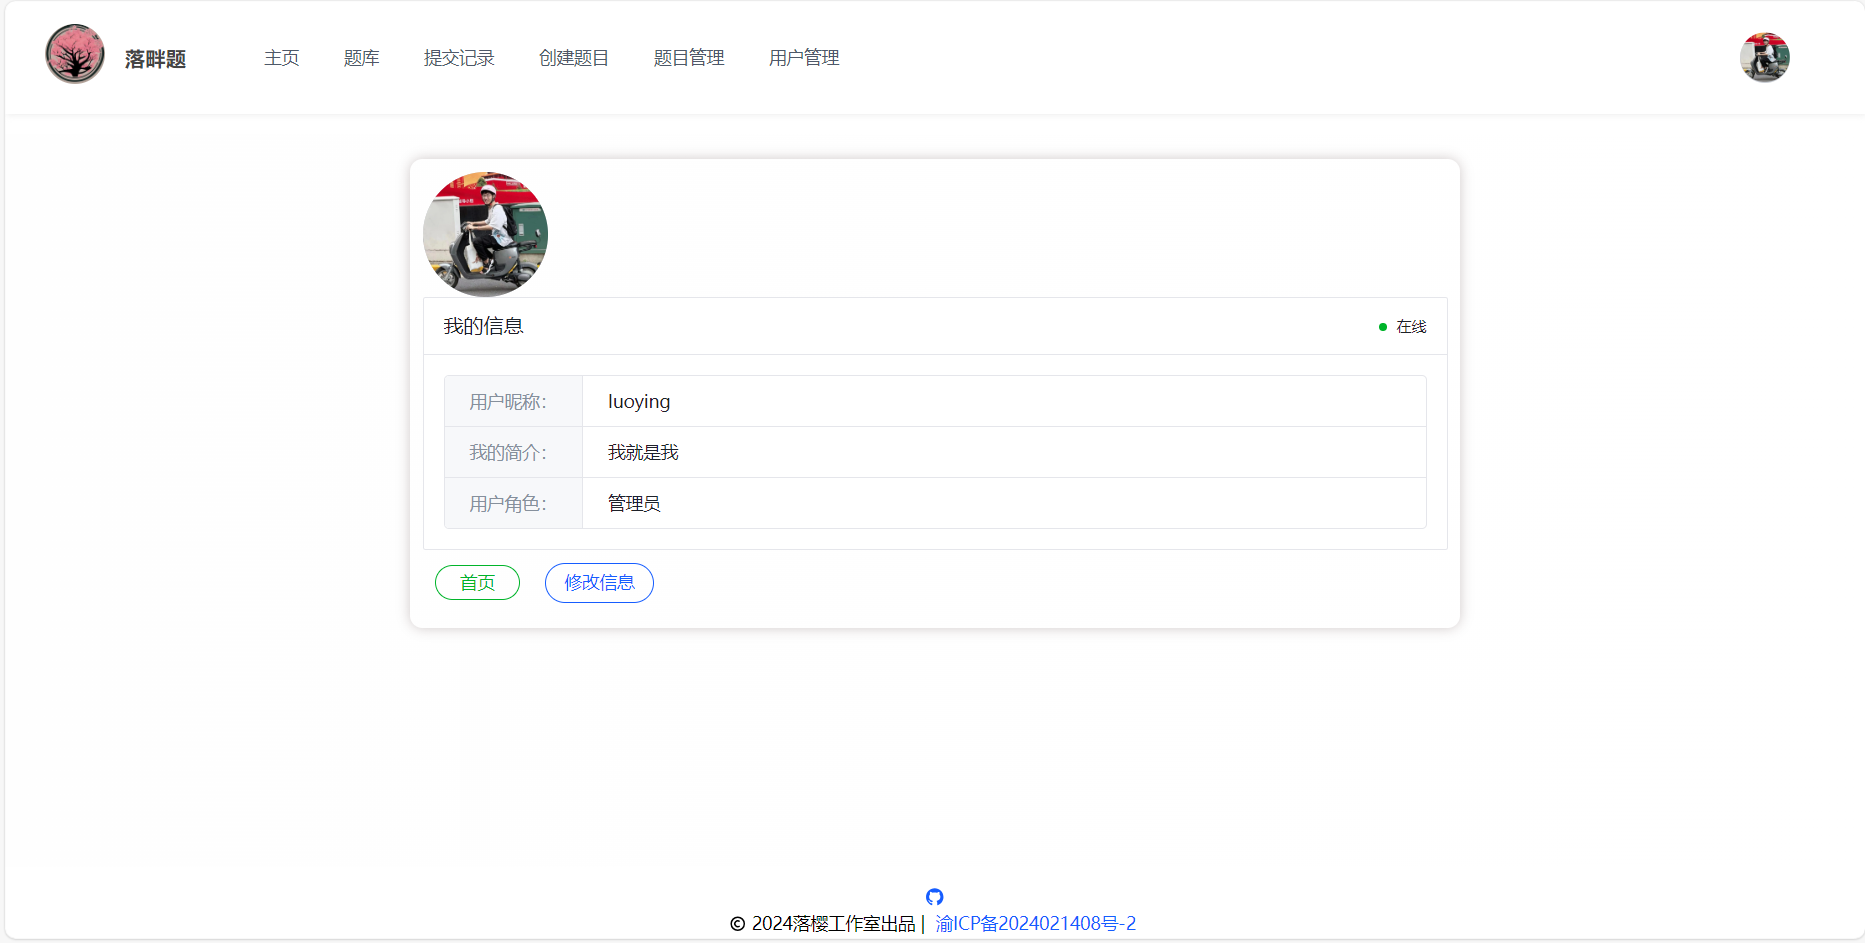 落畔题 主页 题库 提交记录 创建题目 题目管理 用户管理
我的信息 在线
用户昵称： luoying
我的简介： 我就是我
用户角色： 管理员
首页 修改信息
© 2024落樱工作室出品 | 渝ICP备2024021408号-2